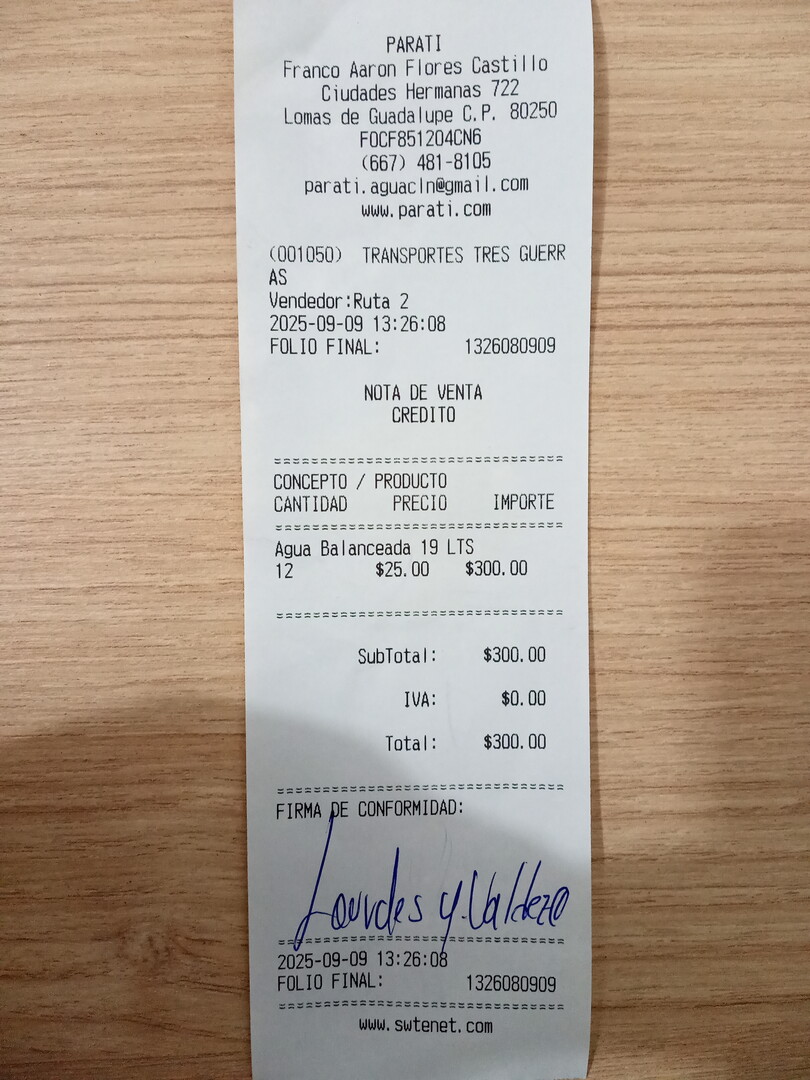 PARATI
Franco Aaron Flores Castillo
Ciudades Hermanas 722
Lomas de Guadalupe C.P. 80250
FOCF851204CN6
(667) 481-8105
parati.aguacln@gmail.com
www.parati.com
(001050) TRANSPORTES TRES GUERR
AS
Vendedor:Ruta 2
2025-09-09 13:26:08
FOLIO FINAL: 1326080909
NOTA DE VENTA
CREDITO
CONCEPTO / PRODUCTO
CANTIDAD PRECIO IMPORTE
Agua Balanceada 19 LTS
12 $25.00 $300.00
SubTotal: $300.00
IVA: $0.00
Total: $300.00
FIRMA DE CONFORMIDAD:
Lourdes y. Valdezo
2025-09-09 13:26:08
FOLIO FINAL: 1326080909
www.swtenet.com